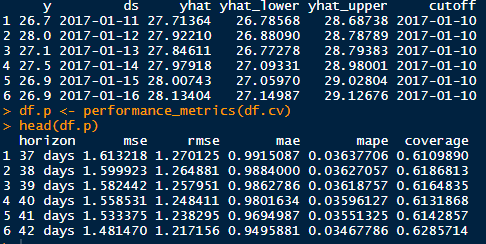 y ds yhat yhat_lower yhat_upper cutoff
1 26.7 2017-01-11 27.71364 26.78568 28.68738 2017-01-10
2 28.0 2017-01-12 27.92210 26.88090 28.78789 2017-01-10
3 26.9 2017-01-13 27.84611 26.77278 28.79383 2017-01-10
4 27.5 2017-01-14 27.97918 27.09331 28.98001 2017-01-10
5 26.9 2017-01-15 28.00743 27.05970 29.02804 2017-01-10
6 26.9 2017-01-16 28.13404 27.14987 29.12676 2017-01-10
> df.p <- performance_metrics(df.cv)
> head(df.p)
horizon mse rmse mae mape coverage
1 37 days 1.613218 1.270125 0.9915087 0.03637706 0.6109890
2 38 days 1.599923 1.264881 0.9884000 0.03627057 0.6186813
3 39 days 1.582442 1.257951 0.9862786 0.03618757 0.6164835
4 40 days 1.558531 1.248411 0.9801634 0.03596127 0.6131868
5 41 days 1.533375 1.238295 0.9694987 0.03551325 0.6142857
6 42 days 1.481470 1.217156 0.9495881 0.03467786 0.6285714